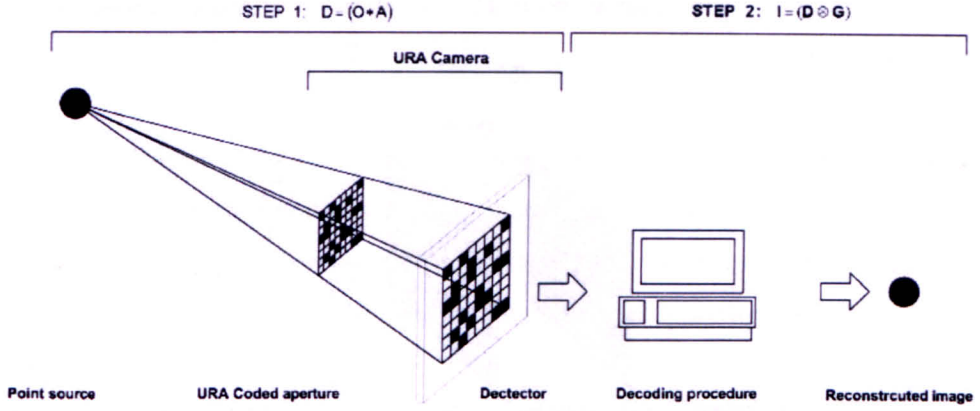 STEP 1: D=(O*A)
STEP 2: I=(D⊗G)
URA Camera
Point source
URA Coded aperture
Dectector
Decoding procedure
Reconstrcuted image